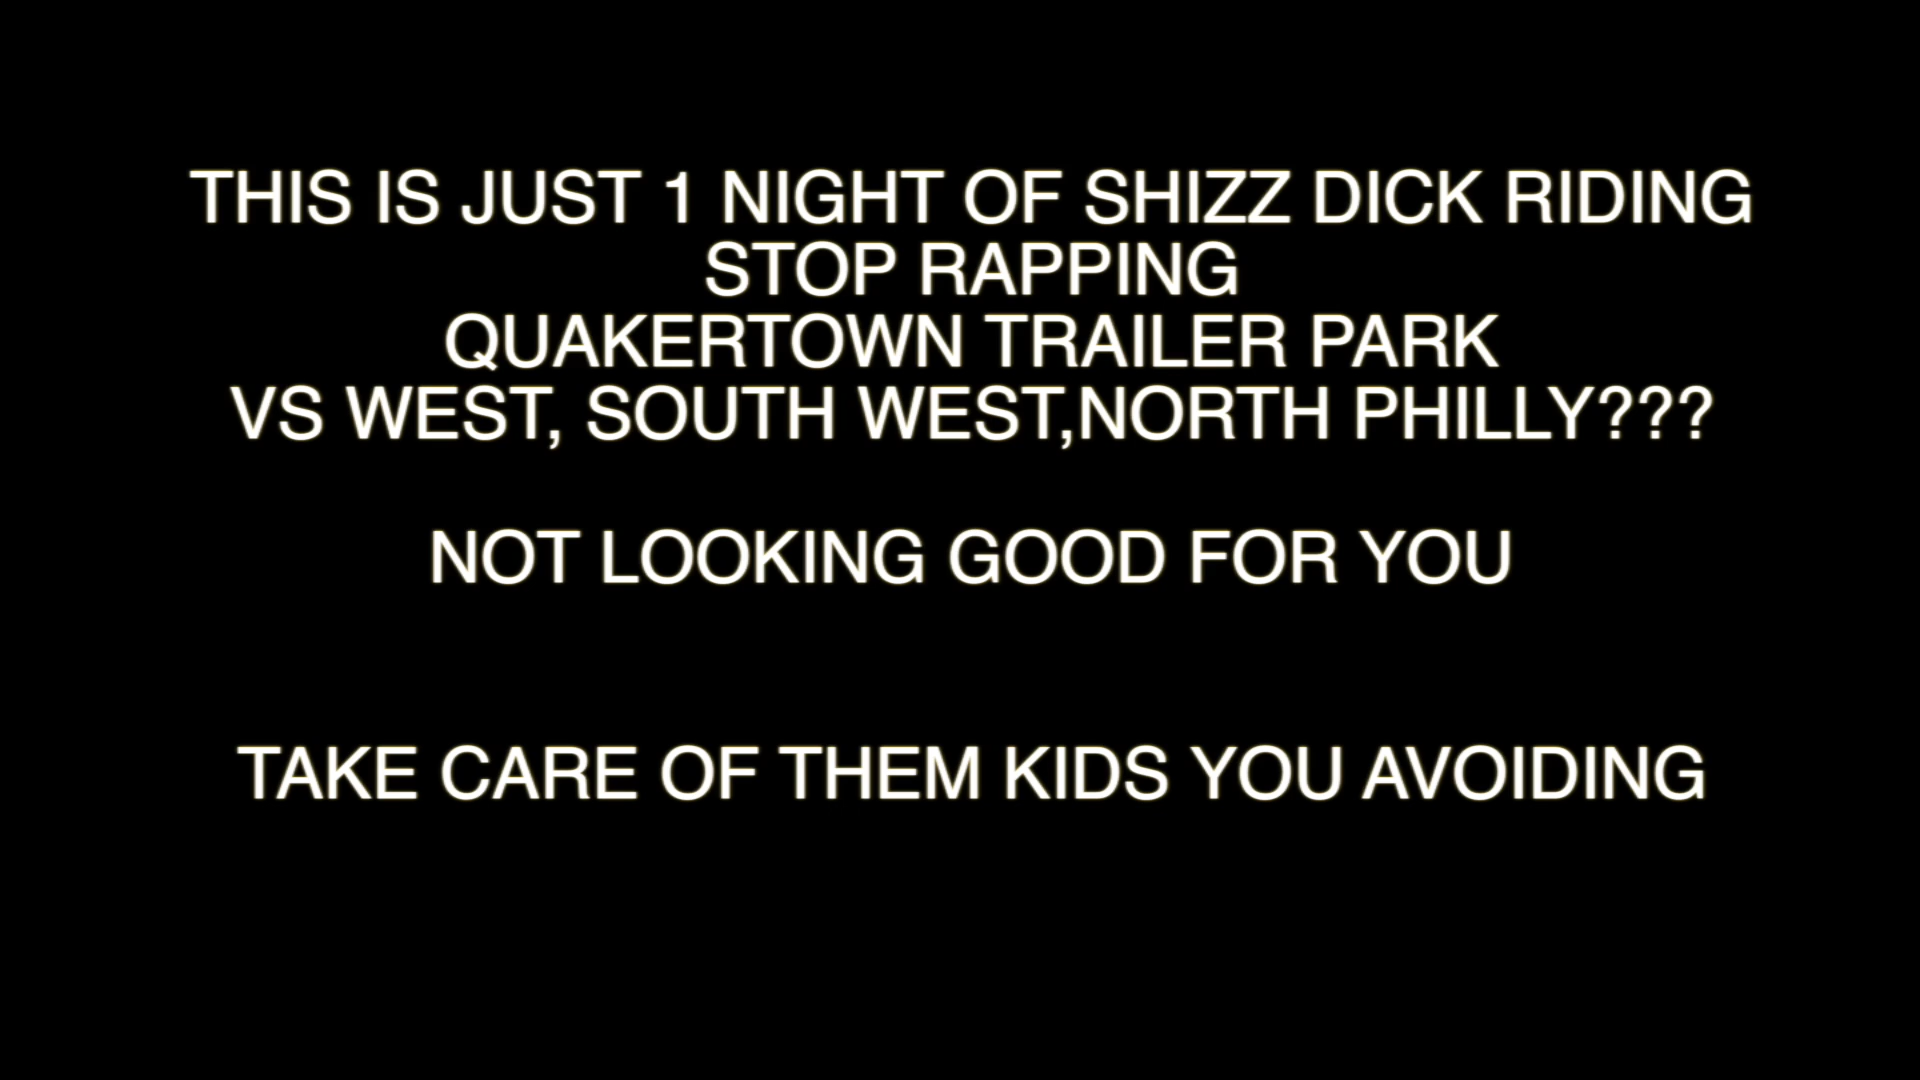 THIS IS JUST 1 NIGHT OF SHIZZ DICK RIDING
STOP RAPPING
QUAKERTOWN TRAILER PARK
VS WEST, SOUTH WEST,NORTH PHILLY???
NOT LOOKING GOOD FOR YOU
TAKE CARE OF THEM KIDS YOU AVOIDING